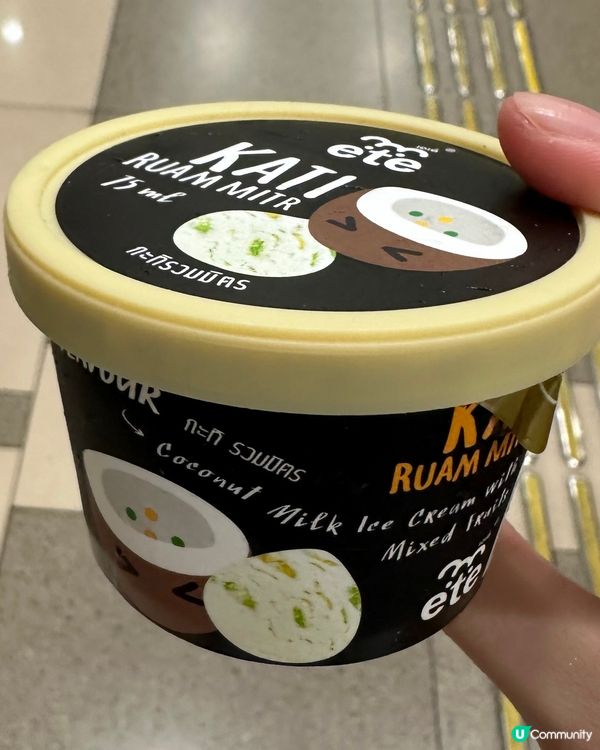 ete
KATI
RUAM MITR
75 ml
กะทิรวมมิตร
กะทิ รวมมิตร
Coconut Milk Ice Cream with
Mixed Fruits
RUAM
ete
U Community